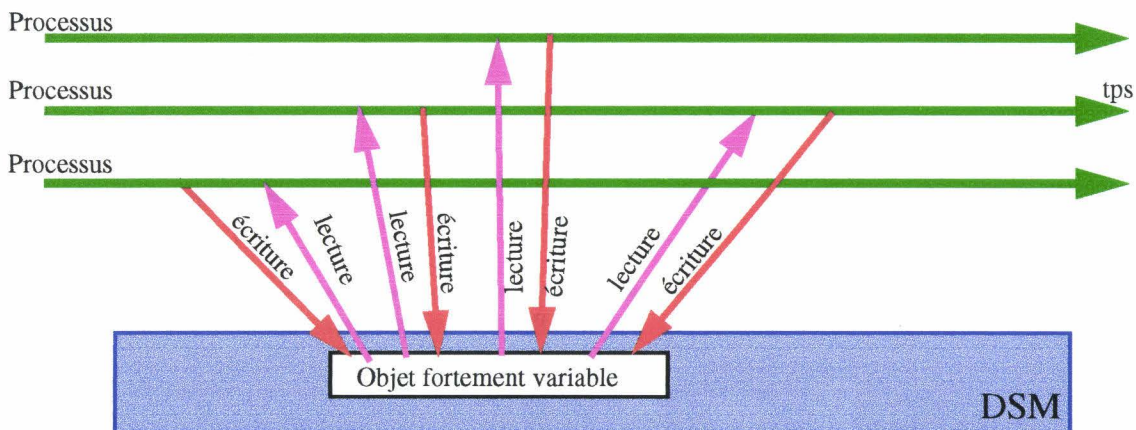 Processus
Processus
tps
Processus
écriture
lecture
lecture
écriture
lecture
écriture
lecture
écriture
Objet fortement variable
DSM